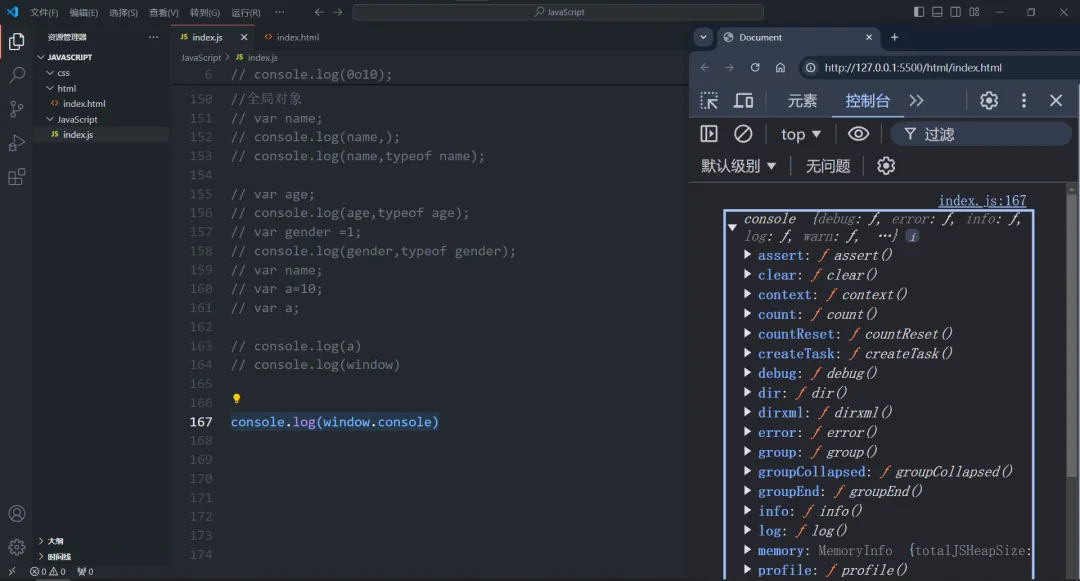 文件(F) 编辑(E) 选择(S) 查看(V) 转到(G) 运行(R) ··· JavaScript
资源管理器 ···
JAVASCRIPT
css
html
index.html
JavaScript
JS index.js
大纲
时间线
0 0 0
JS index.js index.html
JavaScript > JS index.js
6 // console.log(0o10);
150 //全局对象
151 // var name;
152 // console.log(name,);
153 // console.log(name,typeof name);
154
155 // var age;
156 // console.log(age,typeof age);
157 // var gender =1;
158 // console.log(gender,typeof gender);
159 // var name;
160 // var a=10;
161 // var a;
162
163 // console.log(a)
164 // console.log(window)
165
166
167 console.log(window.console)
168
169
170
171
172
173
174
Document
http://127.0.0.1:5500/html/index.html
元素 控制台
top 过滤
默认级别 无问题
index.js:167
console {debug: ƒ, error: ƒ, info: ƒ,
log: ƒ, warn: ƒ, …} i
assert: ƒ assert()
clear: ƒ clear()
context: ƒ context()
count: ƒ count()
countReset: ƒ countReset()
createTask: ƒ createTask()
debug: ƒ debug()
dir: ƒ dir()
dirxml: ƒ dirxml()
error: ƒ error()
group: ƒ group()
groupCollapsed: ƒ groupCollapsed()
groupEnd: ƒ groupEnd()
info: ƒ info()
log: ƒ log()
memory: MemoryInfo {totalJSHeapSize:
profile: ƒ profile()